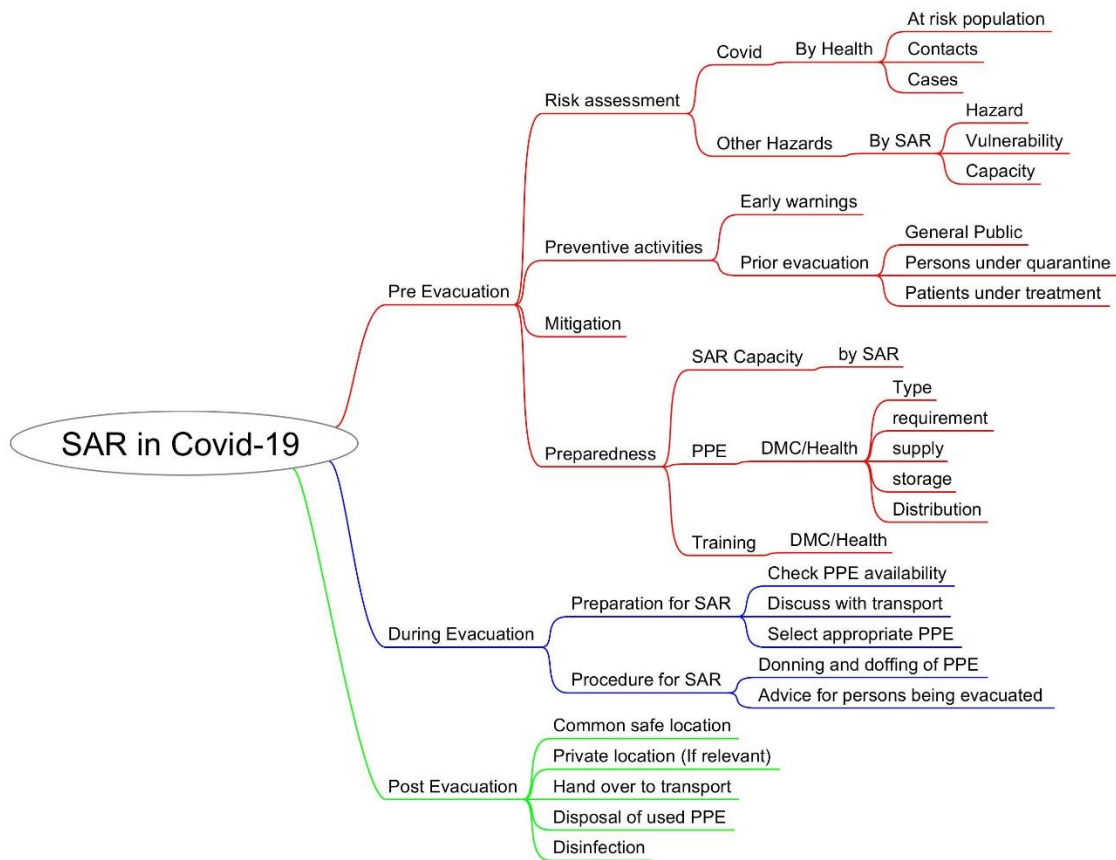 SAR in Covid-19
Pre Evacuation
Risk assessment
Covid
By Health
At risk population
Contacts
Cases
Other Hazards
By SAR
Hazard
Vulnerability
Capacity
Preventive activities
Early warnings
Prior evacuation
General Public
Persons under quarantine
Patients under treatment
Mitigation
Preparedness
SAR Capacity
by SAR
PPE
DMC/Health
Type
requirement
supply
storage
Distribution
Training
DMC/Health
During Evacuation
Preparation for SAR
Check PPE availability
Discuss with transport
Select appropriate PPE
Procedure for SAR
Donning and doffing of PPE
Advice for persons being evacuated
Post Evacuation
Common safe location
Private location (If relevant)
Hand over to transport
Disposal of used PPE
Disinfection